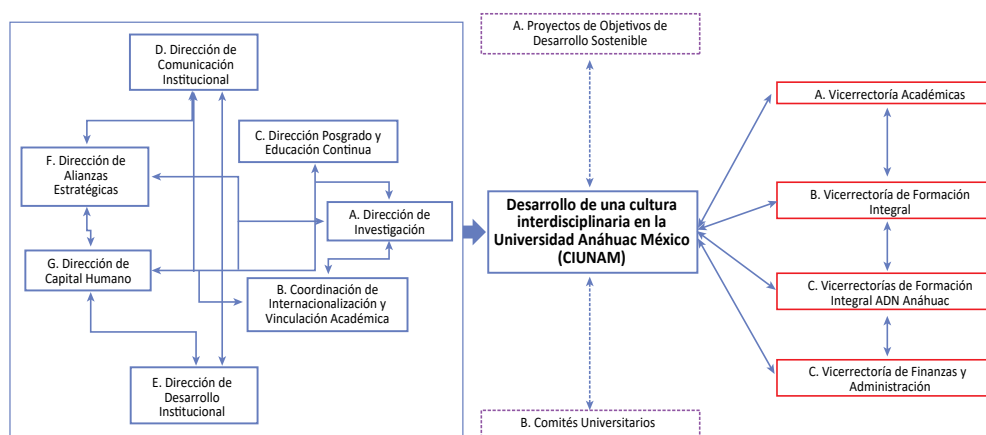 D. Dirección de
Comunicación
Institucional
C. Dirección Posgrado y
Educación Continua
F. Dirección de
Alianzas
Estratégicas
A. Dirección de
Investigación
G. Dirección de
Capital Humano
B. Coordinación de
Internacionalización y
Vinculación Académica
E. Dirección de
Desarrollo
Institucional
A. Proyectos de Objetivos de
Desarrollo Sostenible
Desarrollo de una cultura
interdisciplinaria en la
Universidad Anáhuac México
(CIUNAM)
B. Comités Universitarios
A. Vicerrectoría Académicas
B. Vicerrectoría de Formación
Integral
C. Vicerrectorías de Formación
Integral ADN Anáhuac
C. Vicerrectoría de Finanzas y
Administración